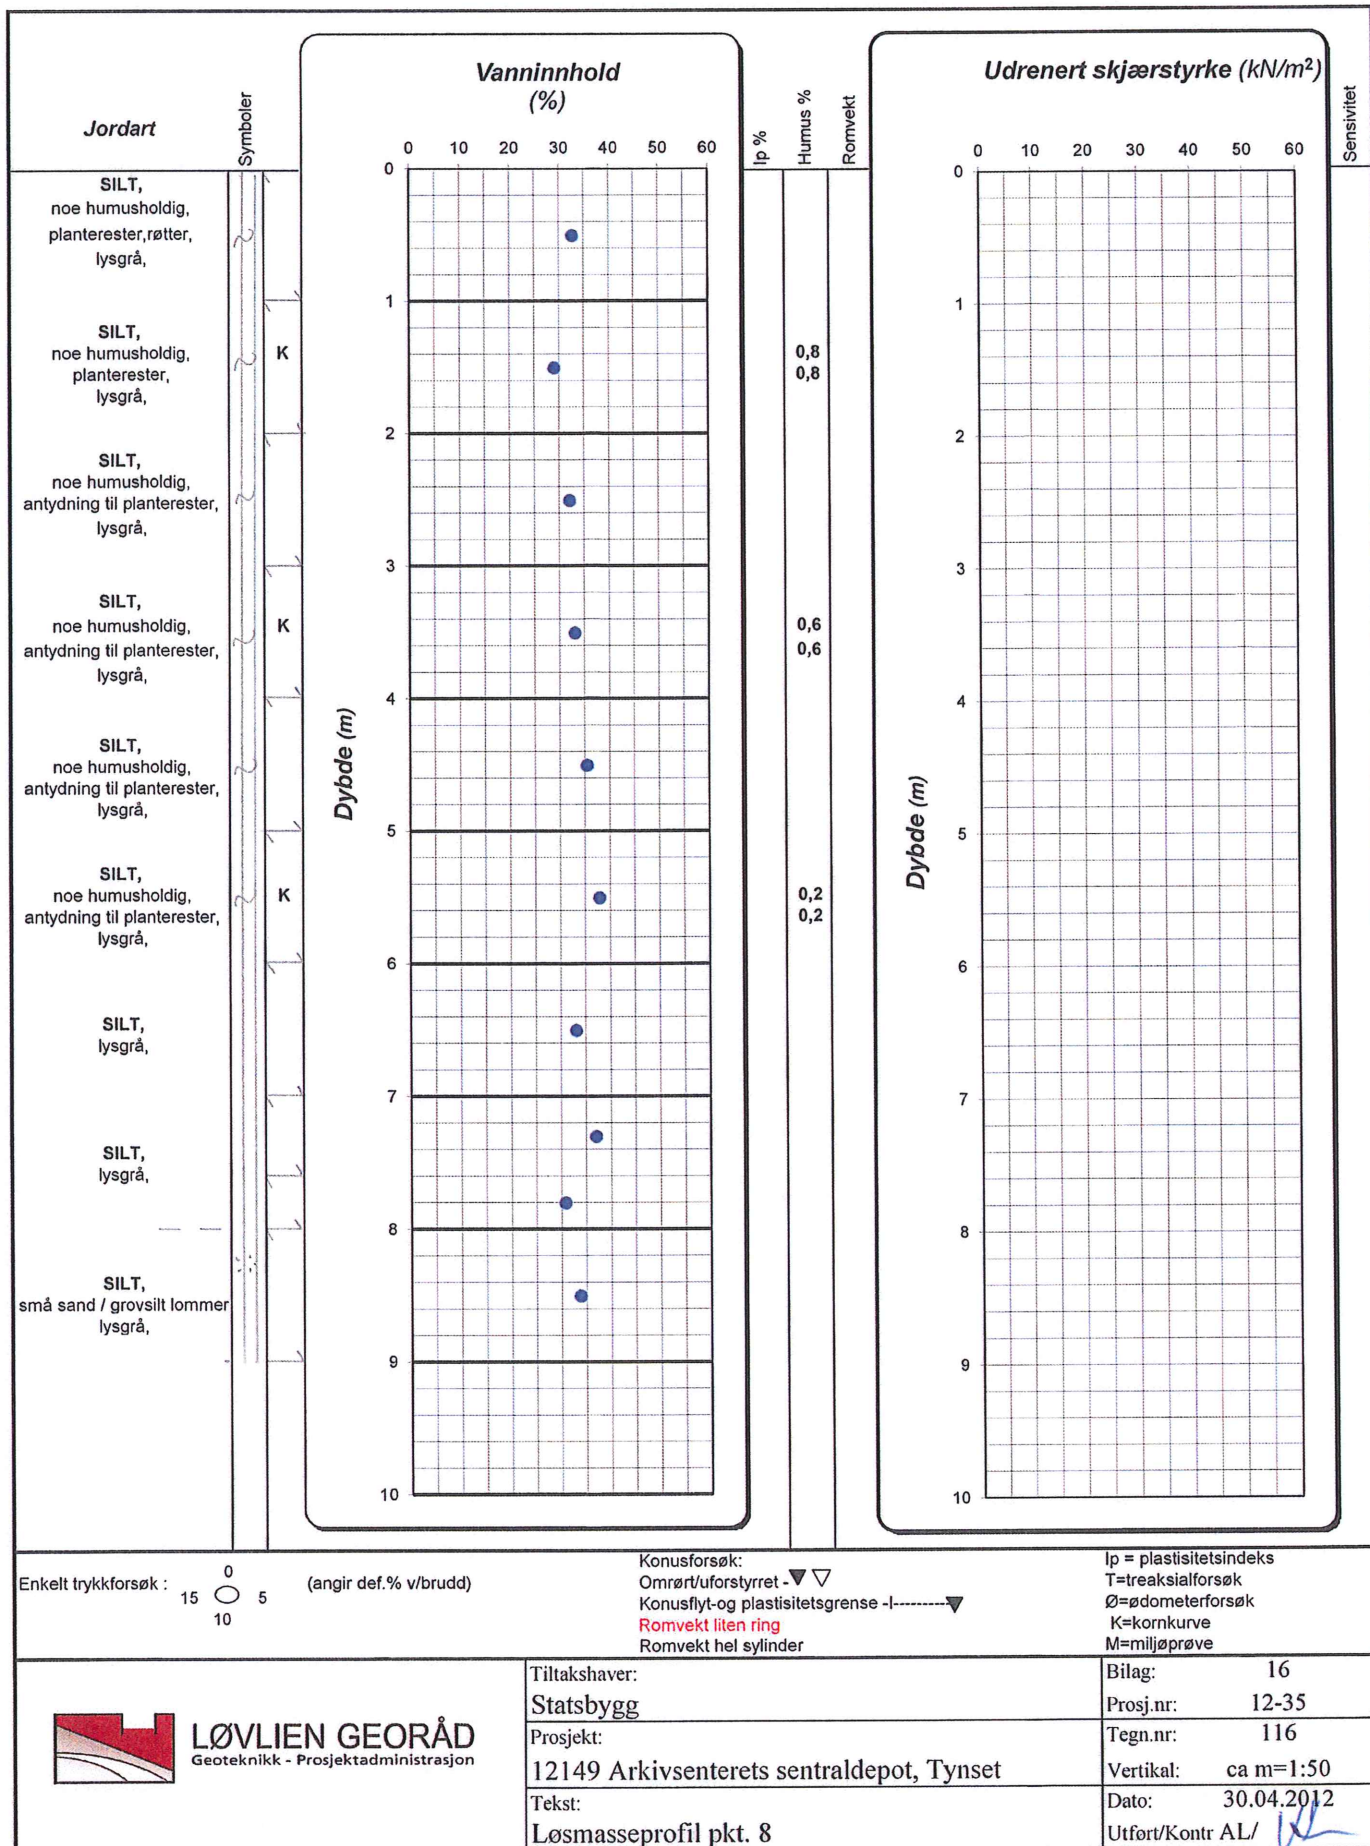 Jordart
Symboler
Vanninnhold
(%)
Ip %
Humus %
Romvekt
Udrenert skjærstyrke (kN/m²)
Sensivitet
0 10 20 30 40 50 60
0 10 20 30 40 50 60
0
1
2
3
4
5
6
7
8
9
10
Dybde (m)
0
1
2
3
4
5
6
7
8
9
10
Dybde (m)
SILT,
noe humusholdig,
planterester,røtter,
lysgrå,
SILT,
noe humusholdig,
planterester,
lysgrå,
K
0,8
0,8
SILT,
noe humusholdig,
antydning til planterester,
lysgrå,
SILT,
noe humusholdig,
antydning til planterester,
lysgrå,
K
0,6
0,6
SILT,
noe humusholdig,
antydning til planterester,
lysgrå,
SILT,
noe humusholdig,
antydning til planterester,
lysgrå,
K
0,2
0,2
SILT,
lysgrå,
SILT,
lysgrå,
SILT,
små sand / grovsilt lommer
lysgrå,
Enkelt trykkforsøk :
0
15 5
10
(angir def.% v/brudd)
Konusforsøk:
Omrørt/uforstyrret -▼ ▽
Konusflyt-og plastisitetsgrense -I---------▼
Romvekt liten ring
Romvekt hel sylinder
Ip = plastisitetsindeks
T=treaksialforsøk
Ø=ødometerforsøk
K=kornkurve
M=miljøprøve
LØVLIEN GEORÅD
Geoteknikk - Prosjektadministrasjon
Tiltakshaver:
Statsbygg
Prosjekt:
12149 Arkivsenterets sentraldepot, Tynset
Tekst:
Løsmasseprofil pkt. 8
Bilag: 16
Prosj.nr: 12-35
Tegn.nr: 116
Vertikal: ca m=1:50
Dato: 30.04.2012
Utført/Kontr AL/